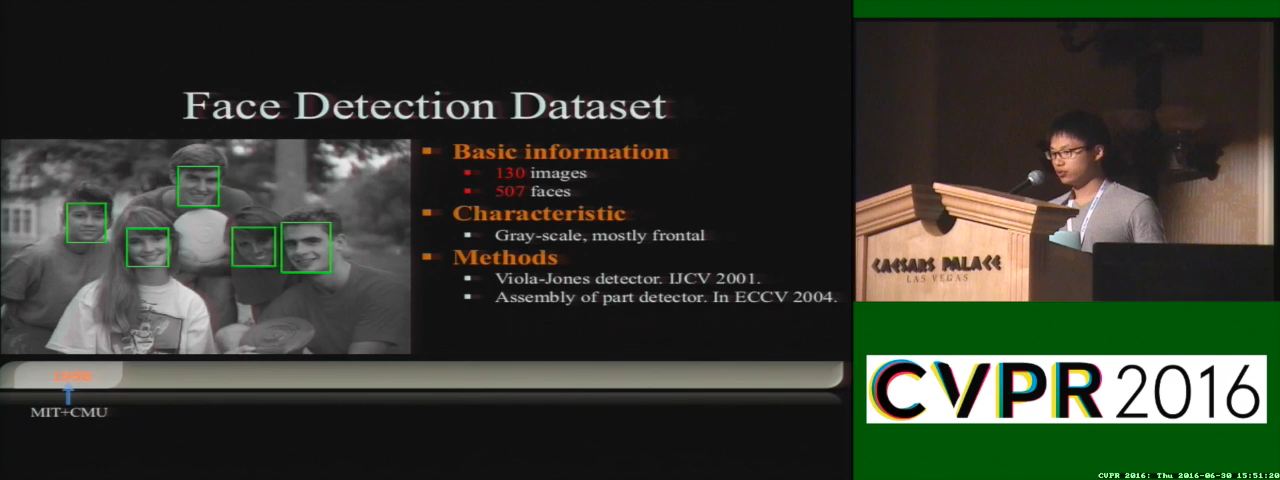 Face Detection Dataset
Basic information
130 images
507 faces
Characteristic
Gray-scale, mostly frontal
Methods
Viola-Jones detector. IJCV 2001.
Assembly of part detector. In ECCV 2004.
MIT+CMU
CAESARS PALACE
LAS VEGAS
CVPR 2016
CVPR 2016: Thu 2016-06-30 15:51:20